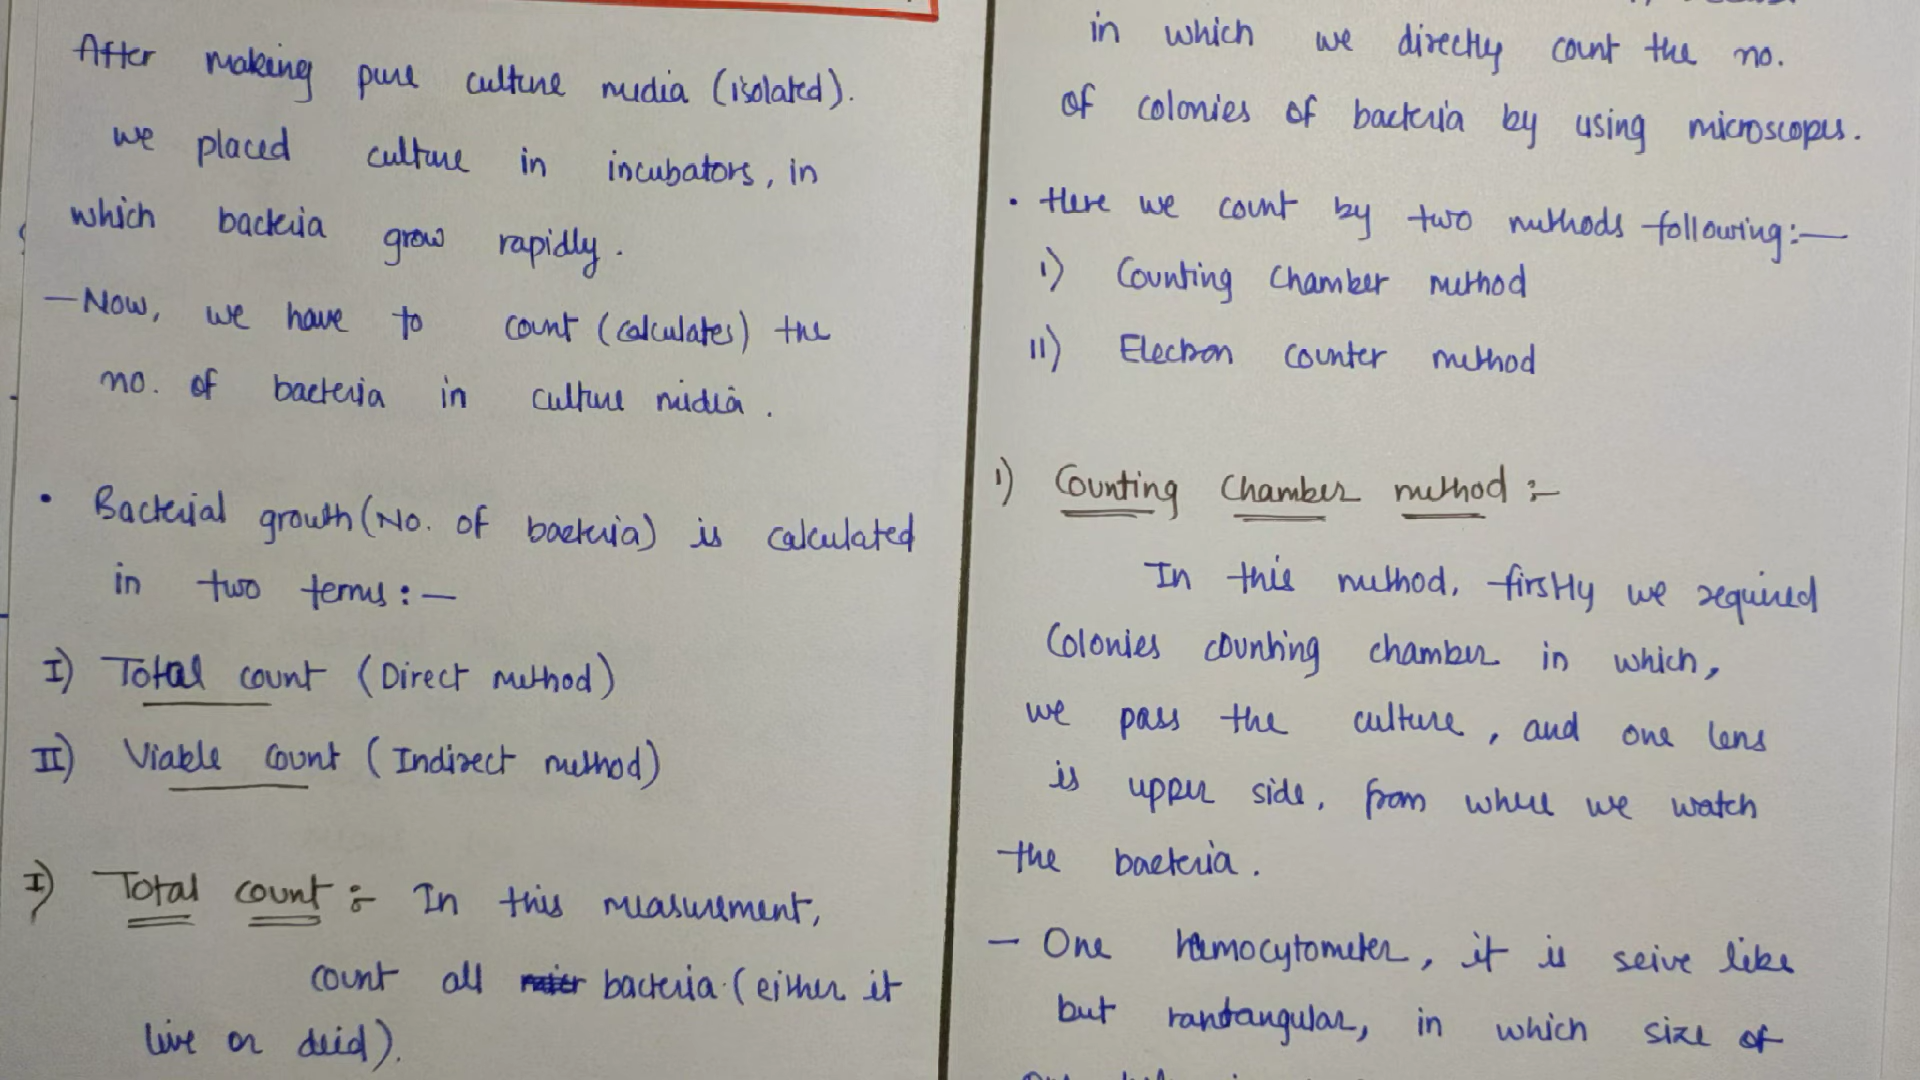 After making pure culture media (isolated).
we placed culture in incubators, in
which bacteria grow rapidly.
— Now, we have to count (calculates) the
no. of bacteria in culture media.
• Bacterial growth (No. of bacteria) is calculated
in two terms :—
I) Total count (Direct method)
II) Viable count (Indirect method)
I) Total count :- In this measurement,
count all bacteria (either it
live or deid).
in which we directly count the no.
of colonies of bacteria by using microscopes.
• Here we count by two methods following :—
i) Counting Chamber method
ii) Electron counter method
i) Counting Chamber method :-
In this method, firstly we required
Colonies counting chamber in which,
we pass the culture, and one lens
is upper side, from where we watch
the bacteria.
— One hemocytometer, it is seive like
but ranctangular, in which size of